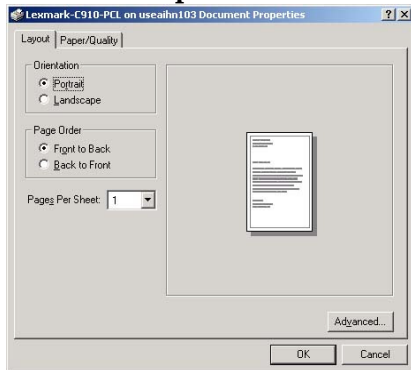 Lexmark-C910-PCL on useaihn103 Document Properties
Layout Paper/Quality
Orientation
Portrait
Landscape
Page Order
Front to Back
Back to Front
Pages Per Sheet: 1
Advanced...
OK Cancel